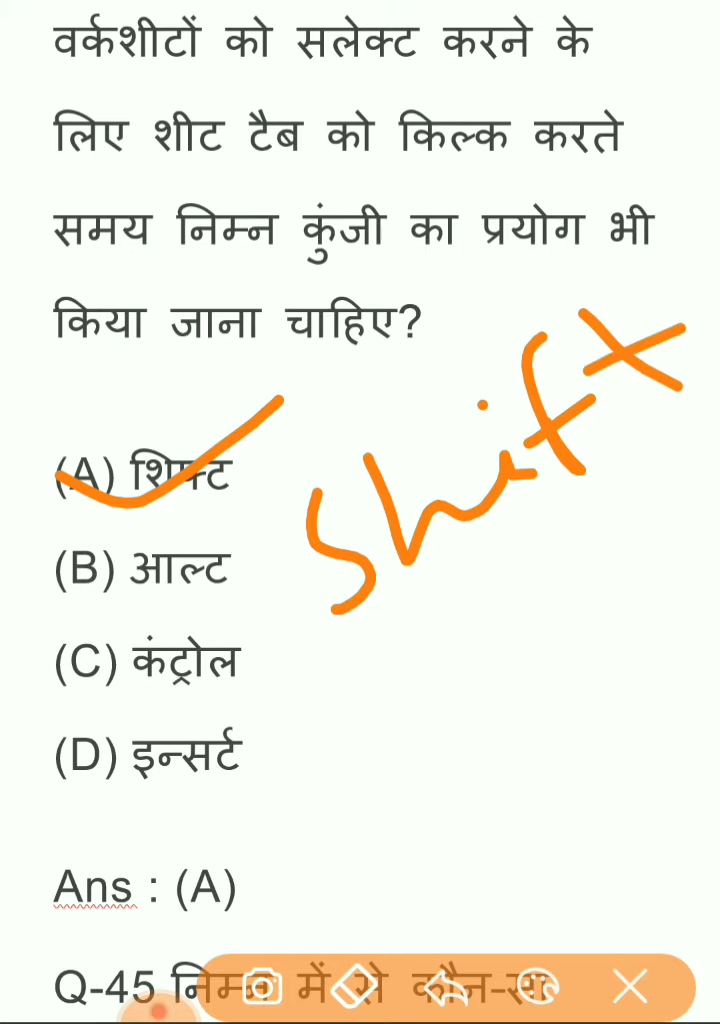 वर्कशीटों को सलेक्ट करने के
लिए शीट टैब को किल्क करते
समय निम्न कुंजी का प्रयोग भी
किया जाना चाहिए?
(A) शिफ्ट
shift
(B) आल्ट
(C) कंट्रोल
(D) इन्सर्ट
Ans : (A)
Q-45 निम्न में से कौन-सा